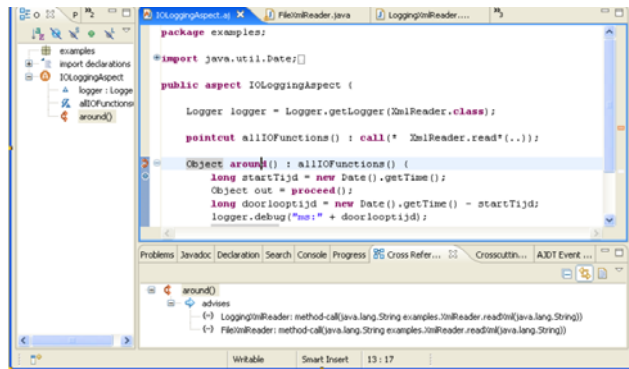 IOLoggingAspect.aj
FileXmlReader.java
LoggingXmlReader....
examples
import declarations
IOLoggingAspect
logger : Logge
allIOFunctions
around()
package examples;
import java.util.Date;
public aspect IOLoggingAspect {
Logger logger = Logger.getLogger(XmlReader.class);
pointcut allIOFunctions() : call(* XmlReader.read*(..));
Object around() : allIOFunctions() {
long startTijd = new Date().getTime();
Object out = proceed();
long doorlooptijd = new Date().getTime() - startTijd;
logger.debug("ms:" + doorlooptijd);
Problems Javadoc Declaration Search Console Progress Cross Refer... Crosscuttin... AJDT Event ...
around()
advises
LoggingXmlReader: method-call(java.lang.String examples.XmlReader.readXml(java.lang.String))
FileXmlReader: method-call(java.lang.String examples.XmlReader.readXml(java.lang.String))
Writable Smart Insert 13 : 17